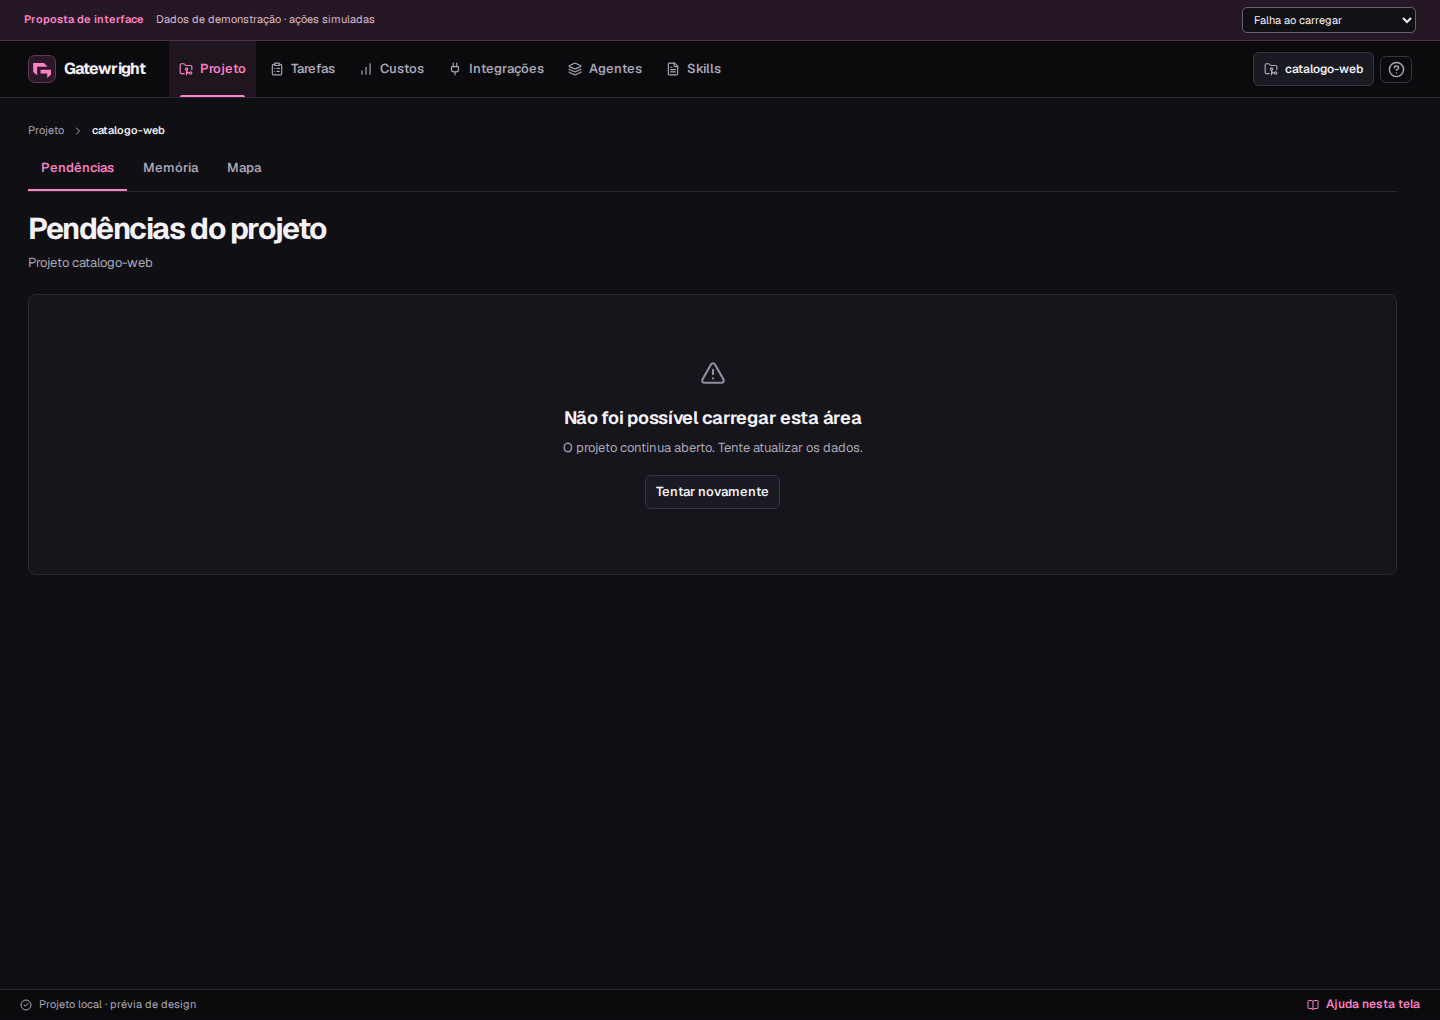 Proposta de interface Dados de demonstração · ações simuladas Falha ao carregar
Gatewright Projeto Tarefas Custos Integrações Agentes Skills catalogo-web
Projeto catalogo-web
Pendências Memória Mapa
Pendências do projeto
Projeto catalogo-web
Não foi possível carregar esta área
O projeto continua aberto. Tente atualizar os dados.
Tentar novamente
Projeto local · prévia de design Ajuda nesta tela